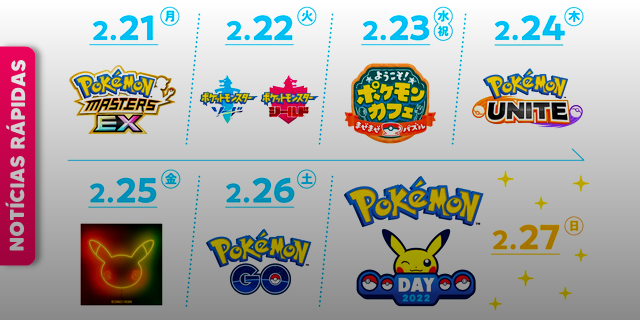 NOTÍCIAS RÁPIDAS
2.21 月
Pokémon
MASTERS
EX
2.22 火
ポケットモンスター
ソード
ポケットモンスター
シールド
2.23 水 祝
ようこそ!
ポケモン
カフェ
まぜまぜ パズル
2.24 木
Pokémon
UNITE
2.25 金
2.26 土
Pokémon
GO
Pokémon
DAY
2022
2.27 日